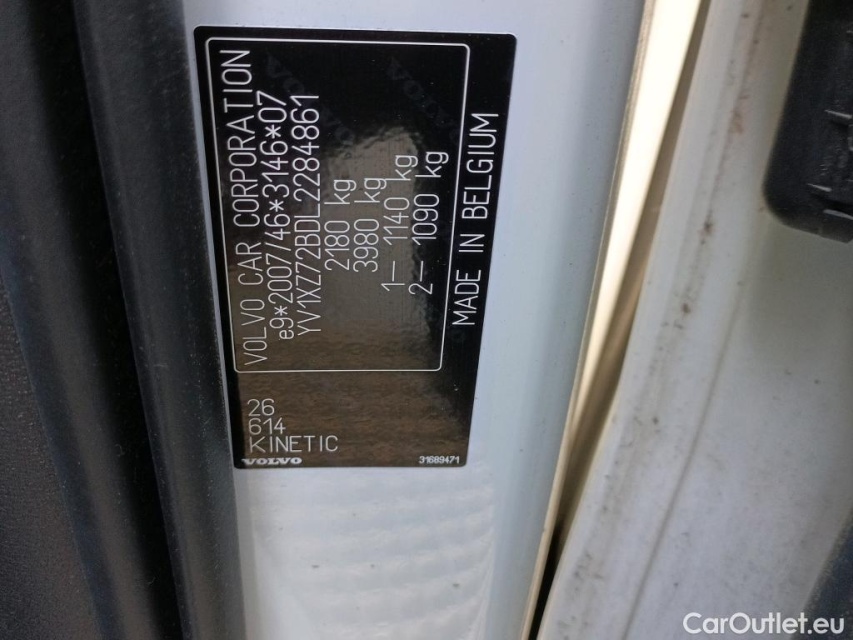 VOLVO CAR CORPORATION
e9*2007/46*3146*07
YV1XZ72BDL2284861
2180 kg
3980 kg
1– 1140 kg
2– 1090 kg
MADE IN BELGIUM
26
614
KINETIC
VOLVO
31689471
CarOutlet.eu